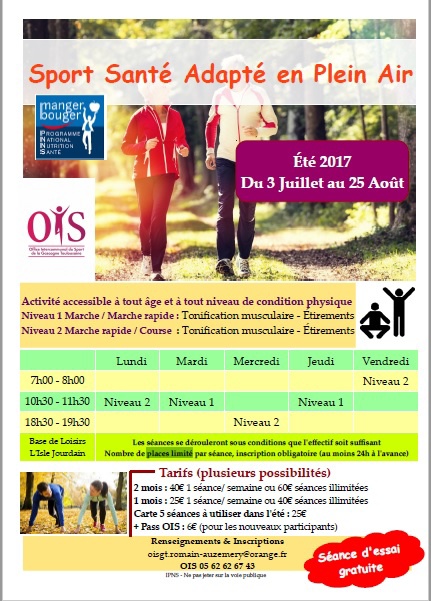 Sport Santé Adapté en Plein Air
manger
bouger
PROGRAMME
NATIONAL
NUTRITION
SANTÉ
PNNS
Été 2017
Du 3 Juillet au 25 Août
OIS
Office Intercommunal du Sport
de la Gascogne Toulousaine
Activité accessible à tout âge et à tout niveau de condition physique
Niveau 1 Marche / Marche rapide : Tonification musculaire - Étirements
Niveau 2 Marche rapide / Course : Tonification musculaire - Étirements
Lundi Mardi Mercredi Jeudi Vendredi
7h00 - 8h00 Niveau 2
10h30 - 11h30 Niveau 2 Niveau 1 Niveau 1
18h30 - 19h30 Niveau 2
Base de Loisirs
L'Isle Jourdain
Les séances se dérouleront sous conditions que l'effectif soit suffisant
Nombre de places limité par séance, inscription obligatoire (au moins 24h à l'avance)
Tarifs (plusieurs possibilités)
2 mois : 40€ 1 séance/ semaine ou 60€ séances illimitées
1 mois : 25€ 1 séance/ semaine ou 40€ séances illimitées
Carte 5 séances à utiliser dans l'été : 25€
+ Pass OIS : 6€ (pour les nouveaux participants)
Renseignements & Inscriptions
oisgt.romain-auzemery@orange.fr
OIS 05 62 62 67 43
Séance d'essai
gratuite
IPNS - Ne pas jeter sur la voie publique